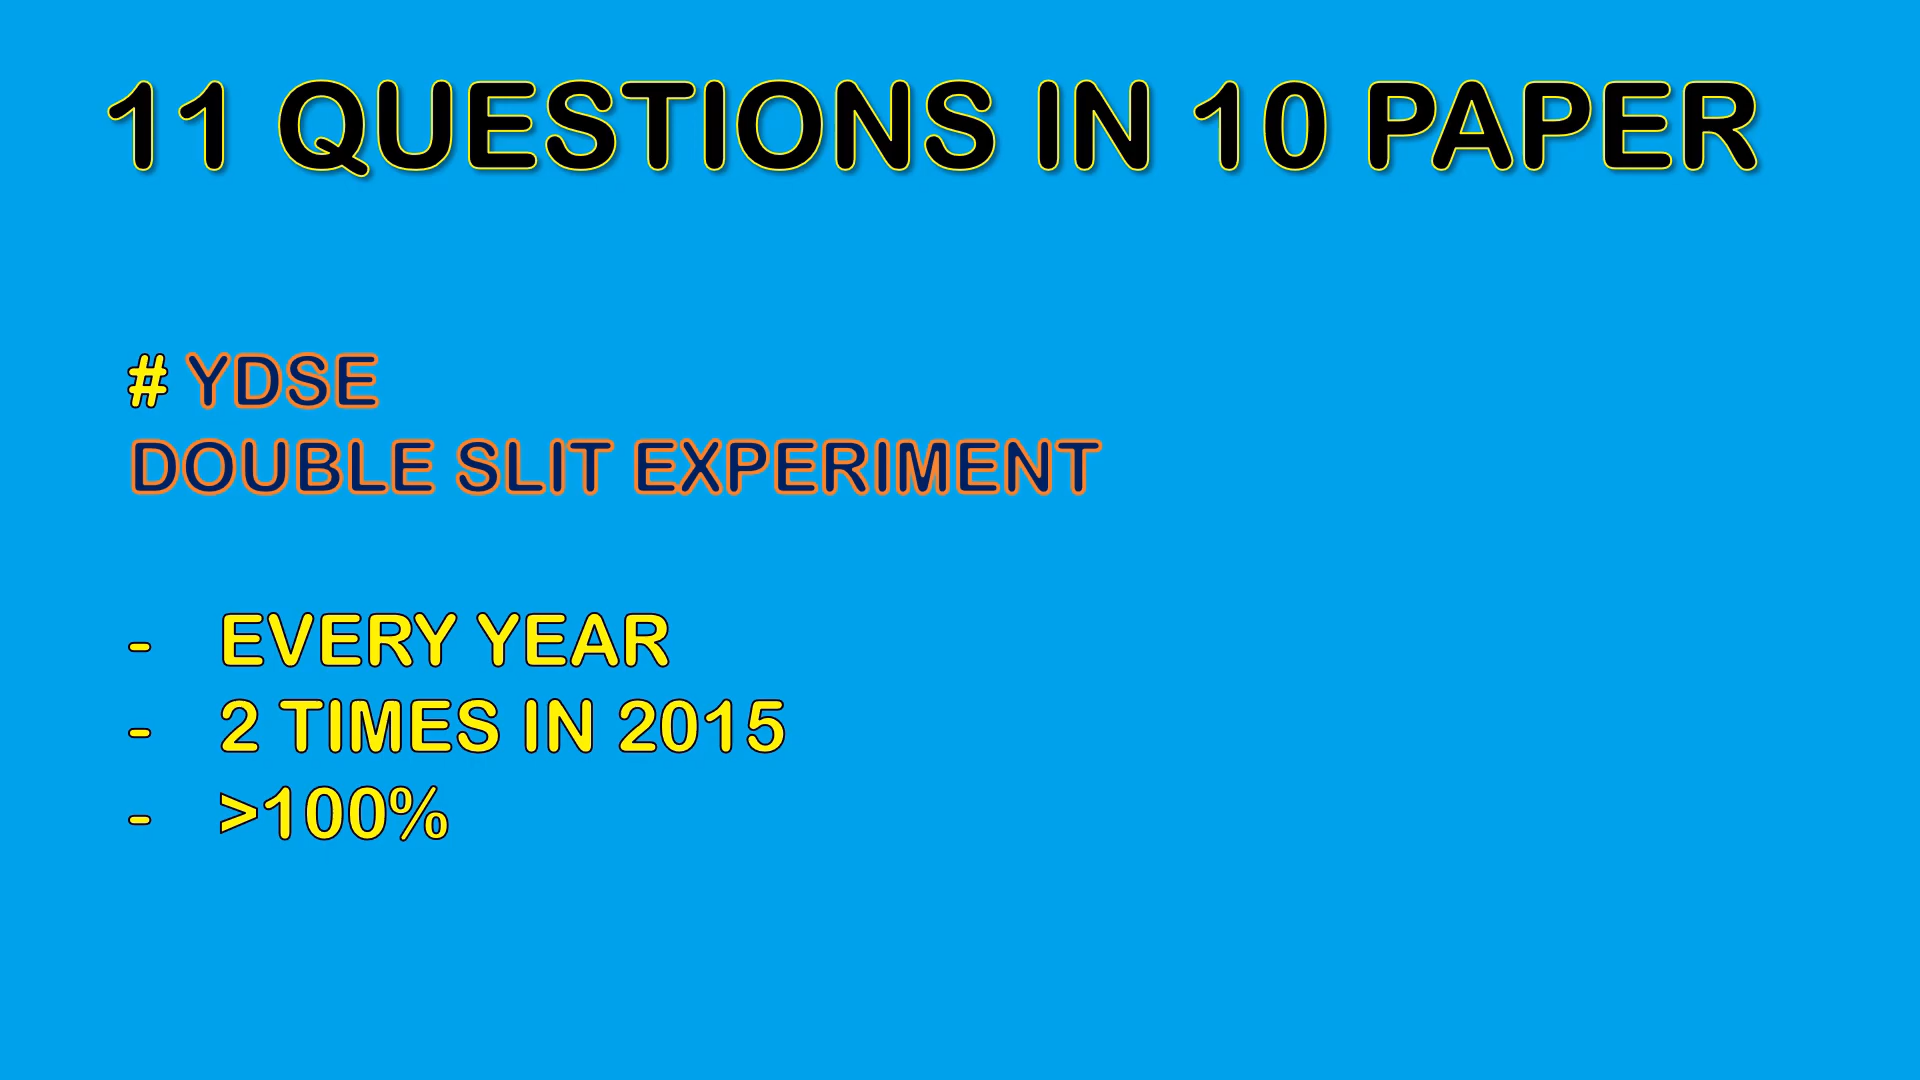 11 QUESTIONS IN 10 PAPER
# YDSE
DOUBLE SLIT EXPERIMENT
- EVERY YEAR
- 2 TIMES IN 2015
- >100%